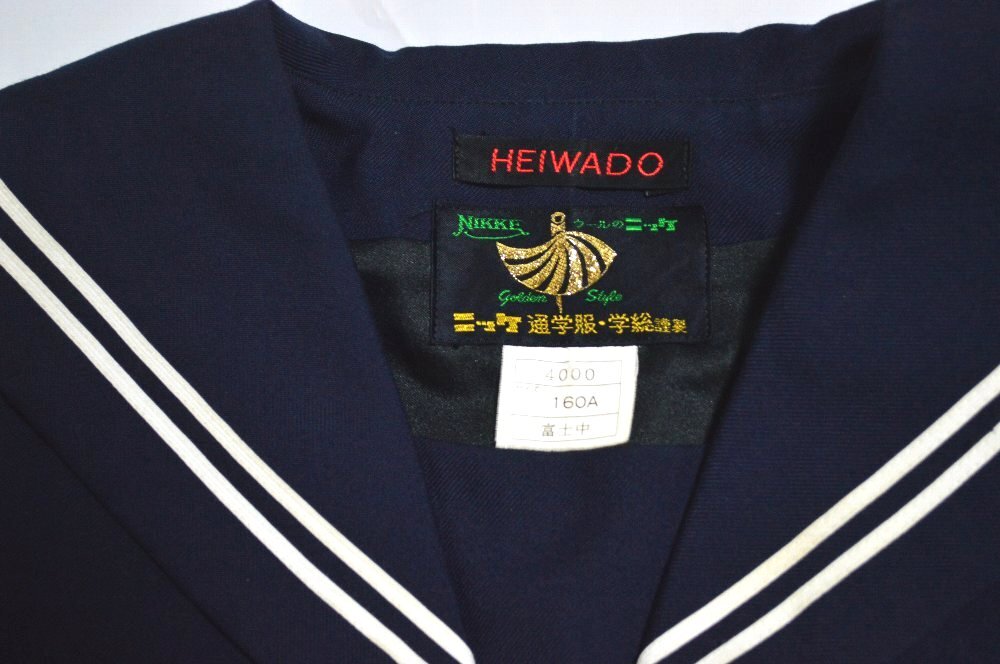 HEIWADO
NIKKE ウールのニッケ
Golden Style
ニッケ 通学服・学総謹製
4000
160A
富士中